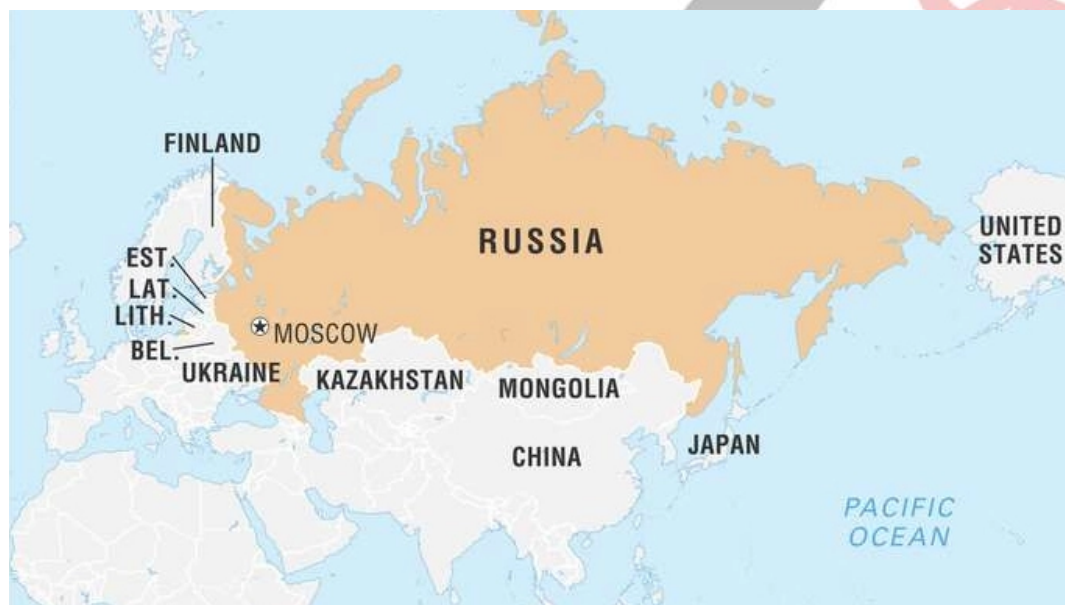 FINLAND
RUSSIA
UNITED
STATES
EST.
LAT.
LITH.
BEL.
MOSCOW
UKRAINE
KAZAKHSTAN
MONGOLIA
CHINA
JAPAN
PACIFIC
OCEAN